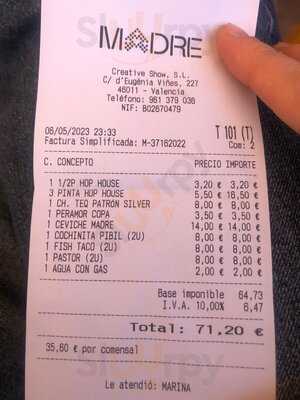 MADRE
Creative Show, S.L.
C/ d'Eugènia Viñes, 227
46011 - Valencia
Teléfono: 961 379 036
NIF: B02670479
06/05/2023 23:33 T 101 (T)
Factura Simplificada: M-37162022 Com: 2
C. CONCEPTO PRECIO IMPORTE
1 1/2P HOP HOUSE 3,20 € 3,20 €
3 PINTA HOP HOUSE 5,50 € 16,50 €
1 CH. TEQ PATRON SILVER 8,00 € 8,00 €
1 PERAMOR COPA 3,50 € 3,50 €
1 CEVICHE MADRE 14,00 € 14,00 €
1 COCHINITA PIBIL (2U) 8,00 € 8,00 €
1 FISH TACO (2U) 8,00 € 8,00 €
1 PASTOR (2U) 8,00 € 8,00 €
1 AGUA CON GAS 2,00 € 2,00 €
Base imponible 64,73
I.V.A. 10,00% 6,47
Total: 71,20 €
35,60 € por comensal
Le atendió: MARINA